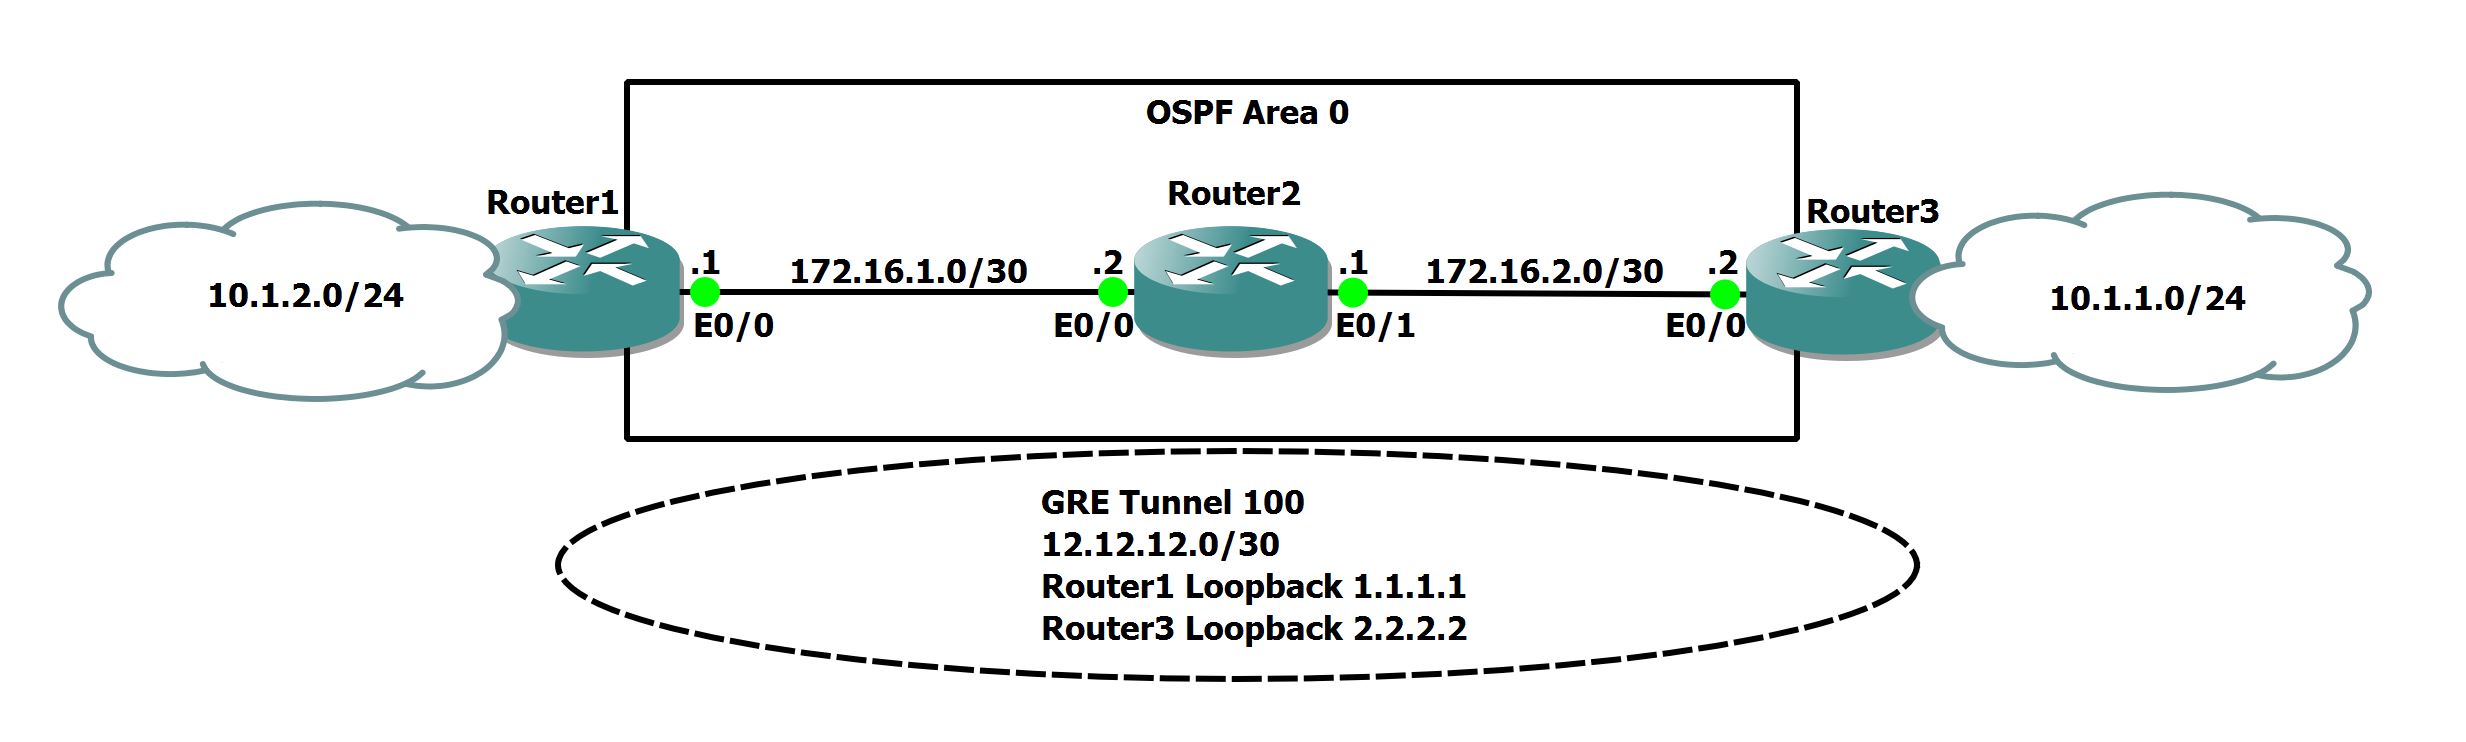 OSPF Area 0
Router1
Router2
Router3
10.1.2.0/24
.1
172.16.1.0/30
.2
.1
172.16.2.0/30
.2
10.1.1.0/24
E0/0
E0/0
E0/1
E0/0
GRE Tunnel 100
12.12.12.0/30
Router1 Loopback 1.1.1.1
Router3 Loopback 2.2.2.2